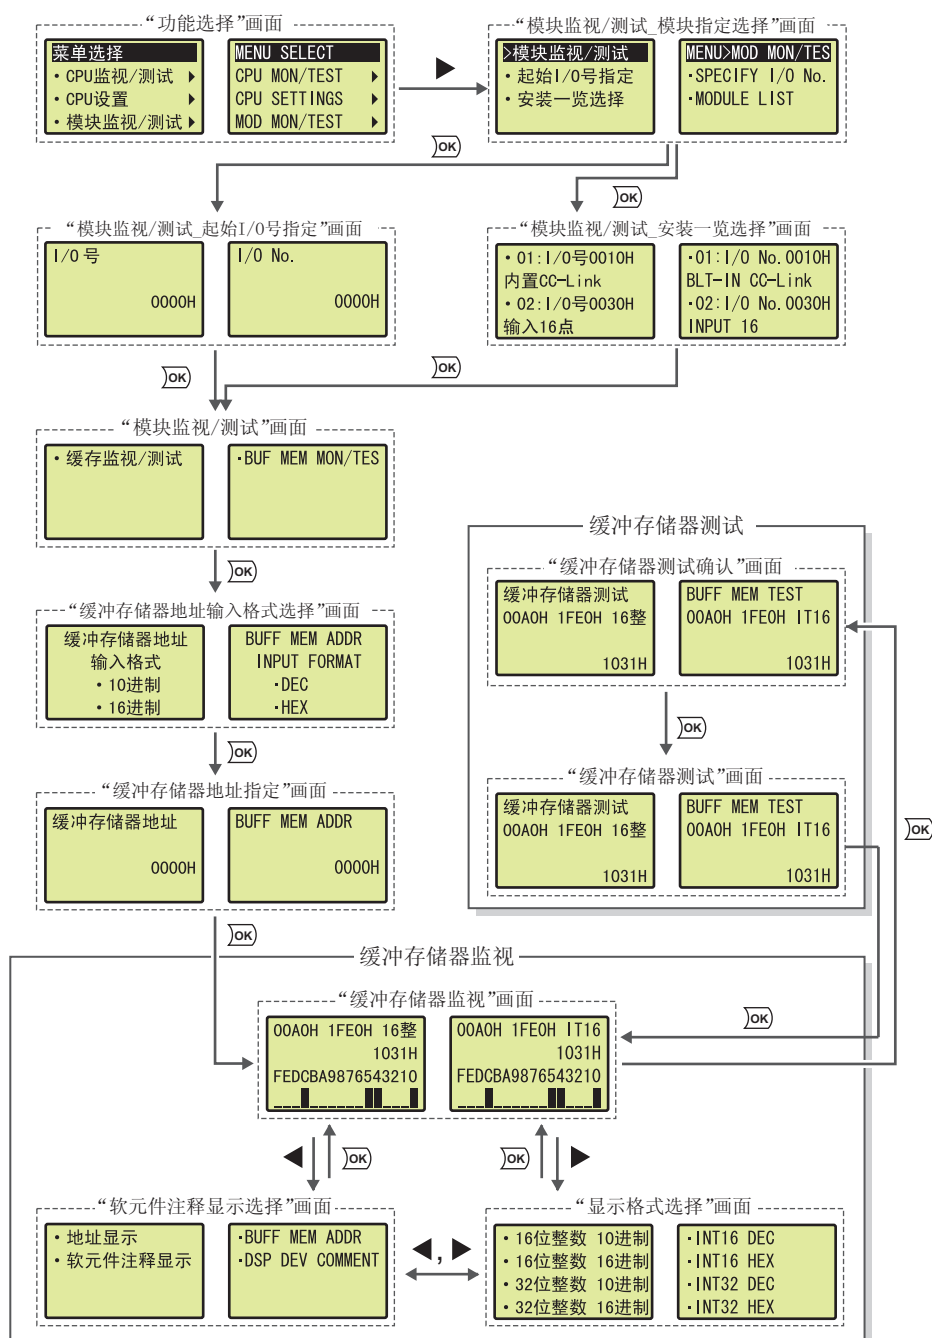 “功能选择”画面
菜单选择
• CPU监视/测试 ▶
• CPU设置 ▶
• 模块监视/测试 ▶
MENU SELECT
CPU MON/TEST ▶
CPU SETTINGS ▶
MOD MON/TEST ▶
“模块监视/测试_模块指定选择”画面
>模块监视/测试
• 起始I/O号指定
• 安装一览选择
MENU>MOD MON/TES
·SPECIFY I/O No.
·MODULE LIST
OK
OK
“模块监视/测试_起始I/O号指定”画面
I/O号
0000H
I/O No.
0000H
“模块监视/测试_安装一览选择”画面
• 01:I/O号0010H
内置CC-Link
• 02:I/O号0030H
输入16点
·01:I/O No.0010H
BLT-IN CC-Link
·02:I/O No.0030H
INPUT 16
OK
OK
“模块监视/测试”画面
• 缓存监视/测试
·BUF MEM MON/TES
OK
“缓冲存储器地址输入格式选择”画面
缓冲存储器地址
输入格式
• 10进制
• 16进制
BUFF MEM ADDR
INPUT FORMAT
·DEC
·HEX
OK
“缓冲存储器地址指定”画面
缓冲存储器地址
0000H
BUFF MEM ADDR
0000H
OK
缓冲存储器测试
“缓冲存储器测试确认”画面
缓冲存储器测试
00A0H 1FE0H 16整
1031H
BUFF MEM TEST
00A0H 1FE0H IT16
1031H
OK
“缓冲存储器测试”画面
缓冲存储器测试
00A0H 1FE0H 16整
1031H
BUFF MEM TEST
00A0H 1FE0H IT16
1031H
OK
缓冲存储器监视
“缓冲存储器监视”画面
00A0H 1FE0H 16整
1031H
FEDCBA9876543210
00A0H 1FE0H IT16
1031H
FEDCBA9876543210
OK
OK
OK
“软元件注释显示选择”画面
• 地址显示
• 软元件注释显示
·BUFF MEM ADDR
·DSP DEV COMMENT
◀, ▶
“显示格式选择”画面
• 16位整数 10进制
• 16位整数 16进制
• 32位整数 10进制
• 32位整数 16进制
·INT16 DEC
·INT16 HEX
·INT32 DEC
·INT32 HEX